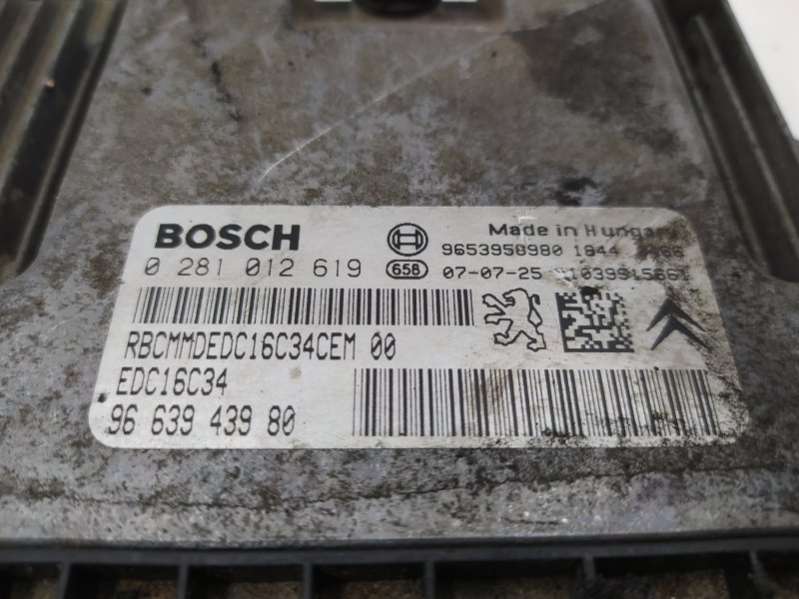 BOSCH
Made in Hungary
9653958980 1844
0 281 012 619
658 07-07-25
RBCMMDEDC16C34CEM 00
EDC16C34
96 639 439 80